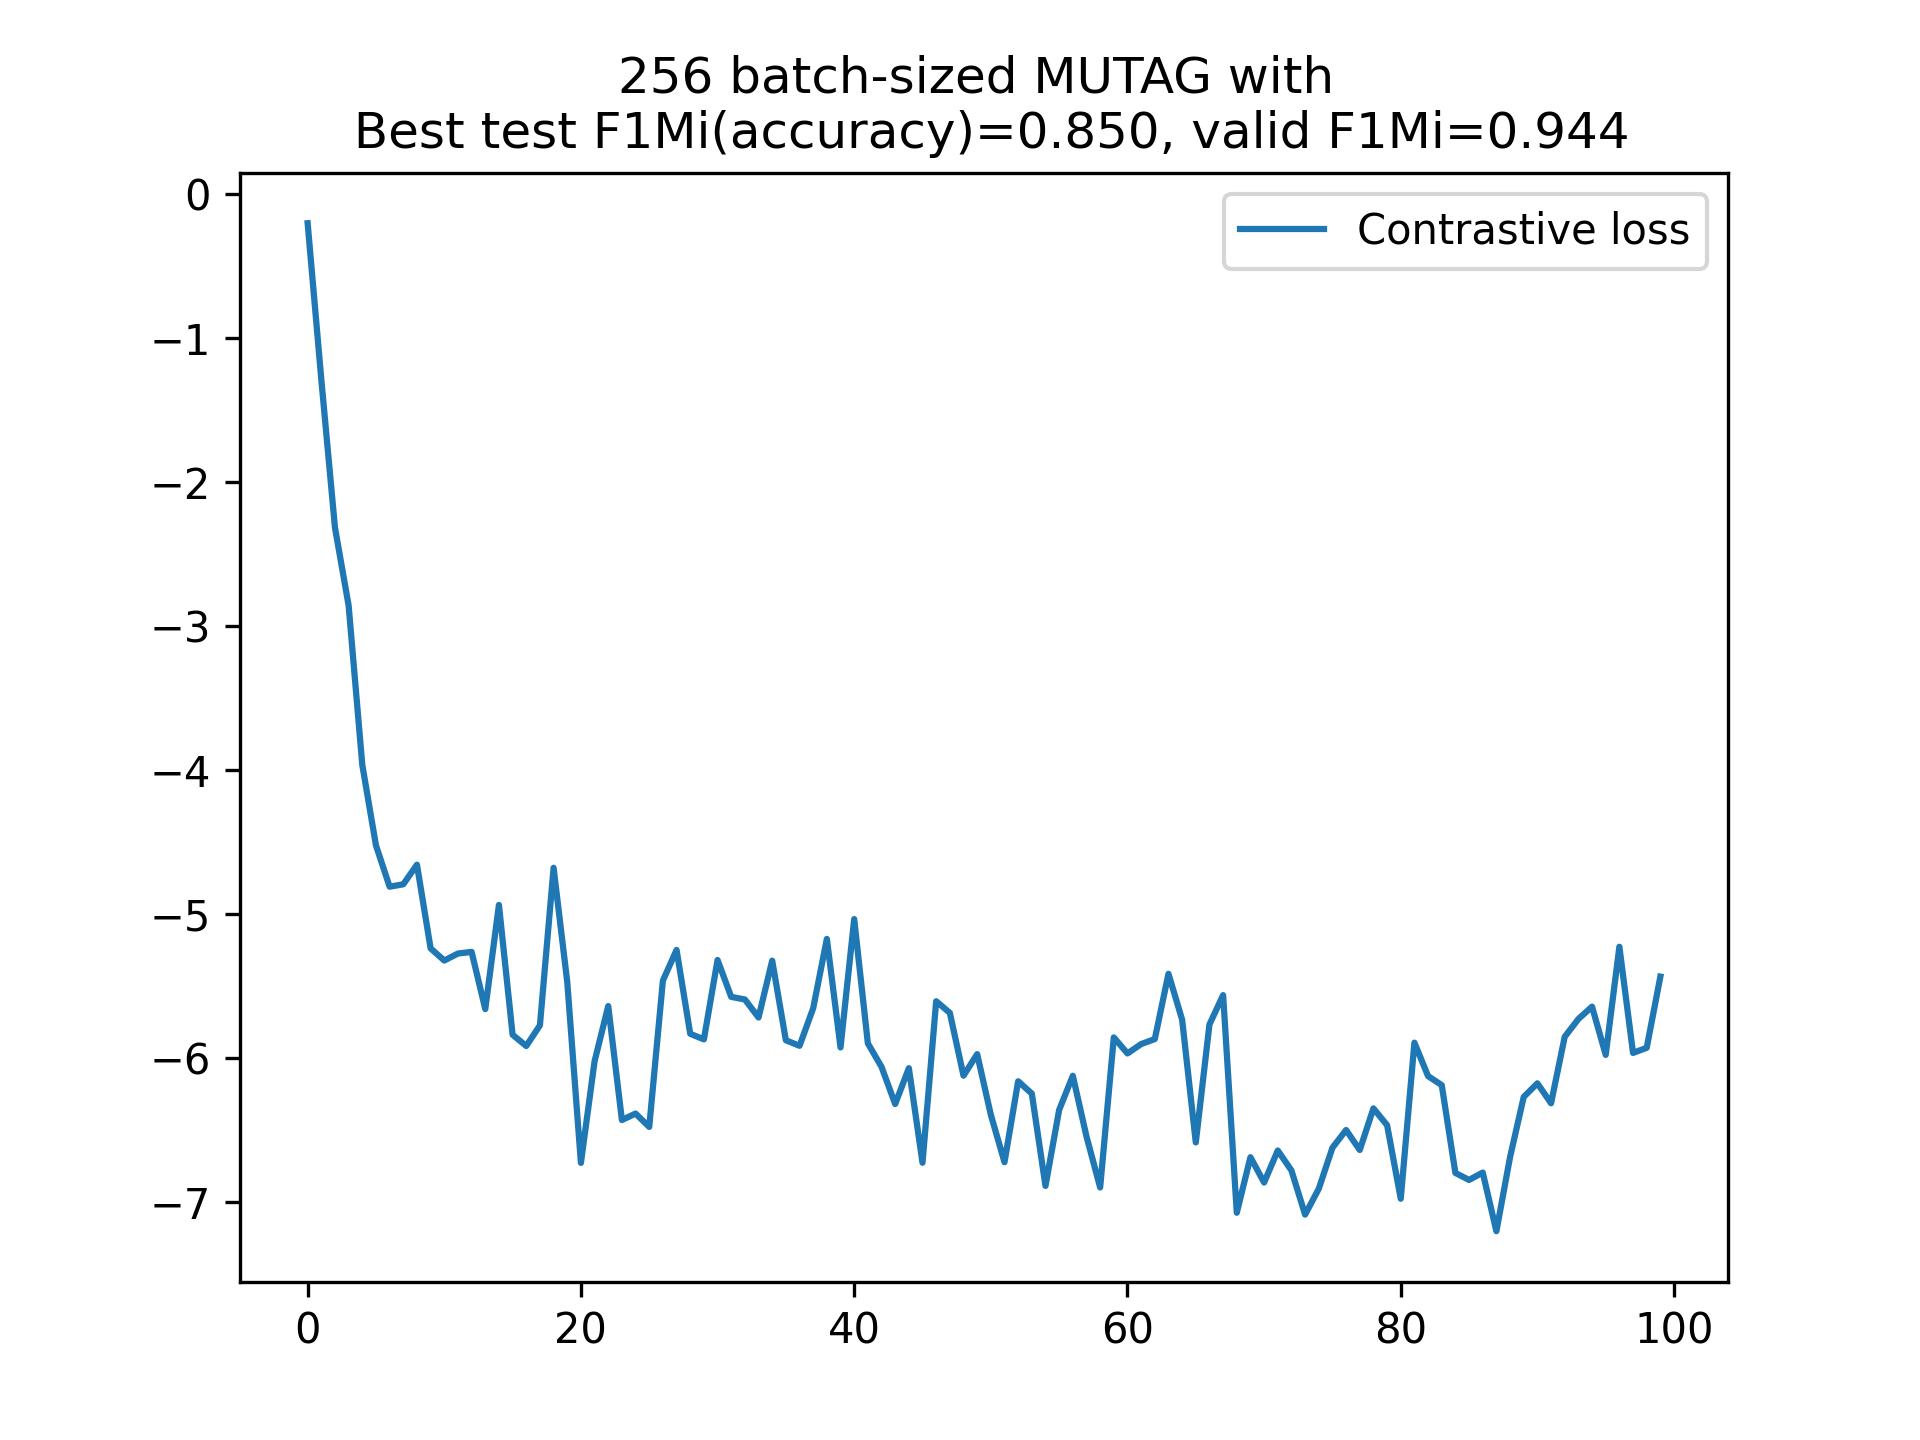 256 batch-sized MUTAG with
Best test F1Mi(accuracy)=0.850, valid F1Mi=0.944
Contrastive loss
0
−1
−2
−3
−4
−5
−6
−7
0 20 40 60 80 100